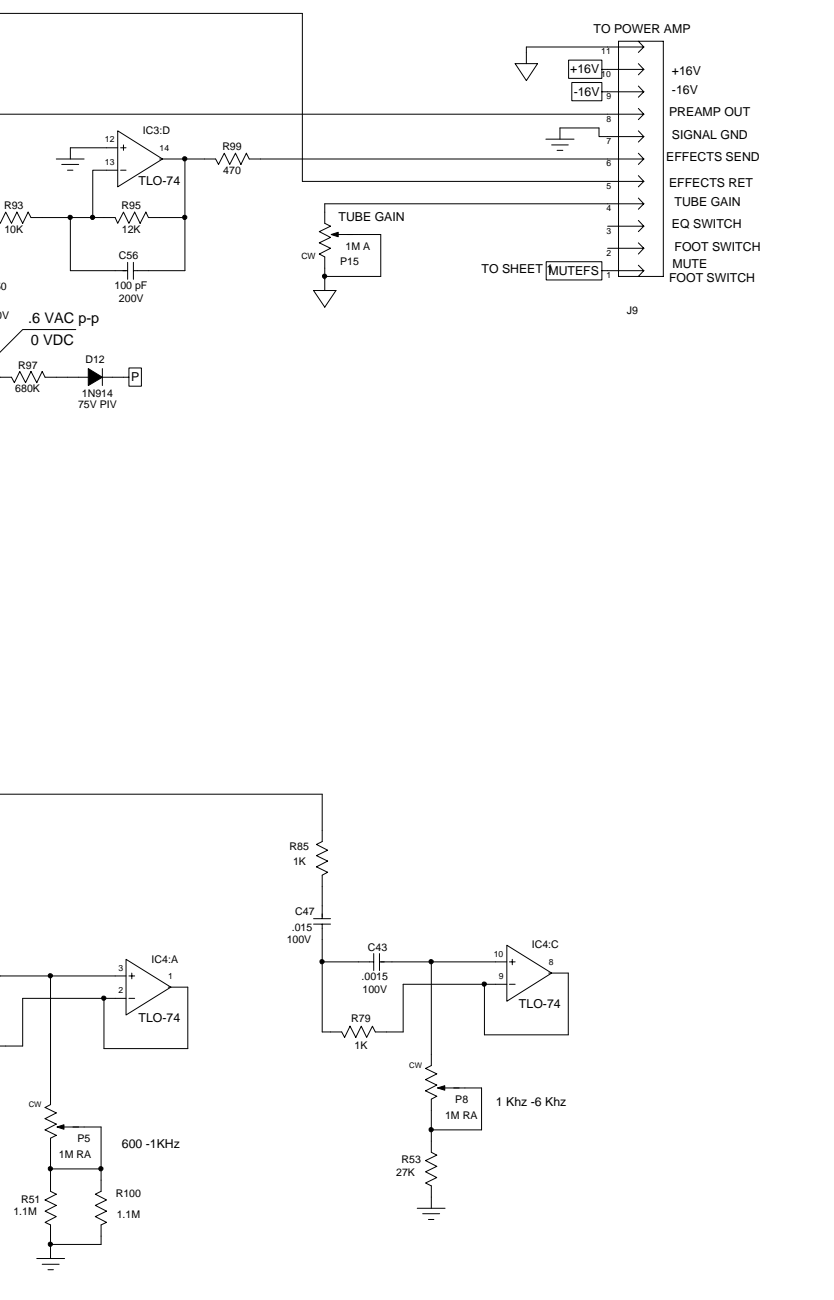 TO POWER AMP
11
+16V
10
+16V
-16V
9
-16V
8
PREAMP OUT
7
SIGNAL GND
6
EFFECTS SEND
5
EFFECTS RET
4
TUBE GAIN
3
EQ SWITCH
2
FOOT SWITCH
TO SHEET 1
MUTEFS
1
MUTE
FOOT SWITCH
J9
IC3:D
12
+
13
−
14
TLO-74
R99
470
R93
10K
R95
12K
C56
100 pF
200V
TUBE GAIN
CW
1M A
P15
0
0V
.6 VAC p-p
0 VDC
R97
680K
D12
1N914
75V PIV
P
R85
1K
C47
.015
100V
C43
.0015
100V
R79
1K
IC4:C
10
+
9
−
8
TLO-74
CW
P8
1M RA
1 Khz -6 Khz
R53
27K
IC4:A
3
+
2
−
1
TLO-74
CW
P5
1M RA
600 -1KHz
R51
1.1M
R100
1.1M